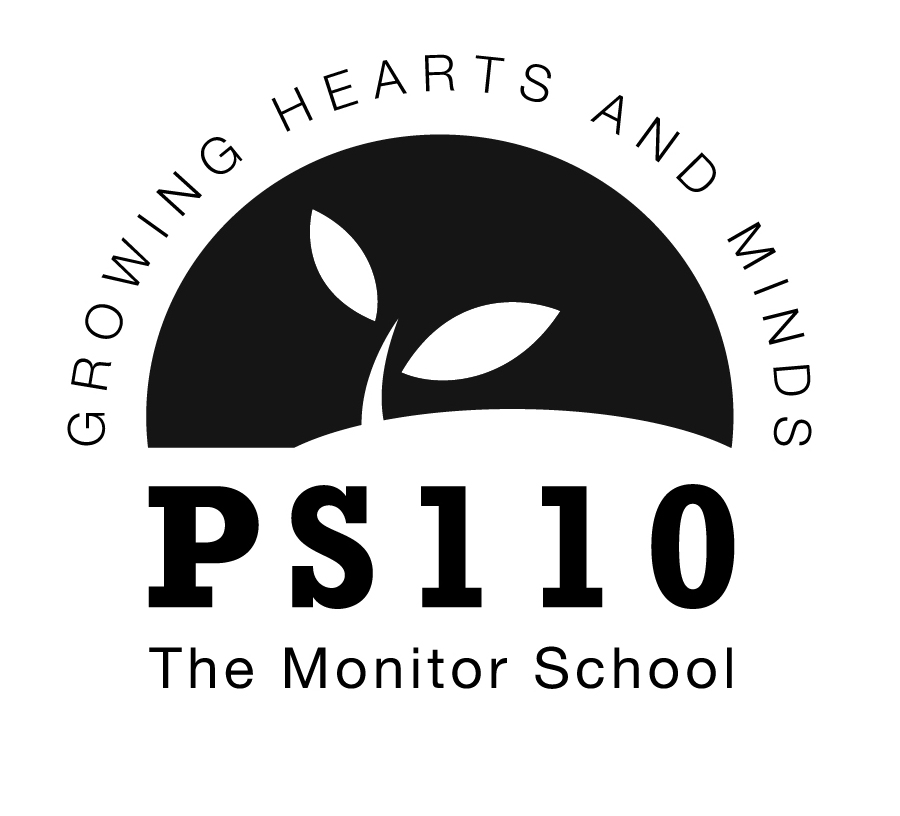 GROWING HEARTS AND MINDS
PS110
The Monitor School